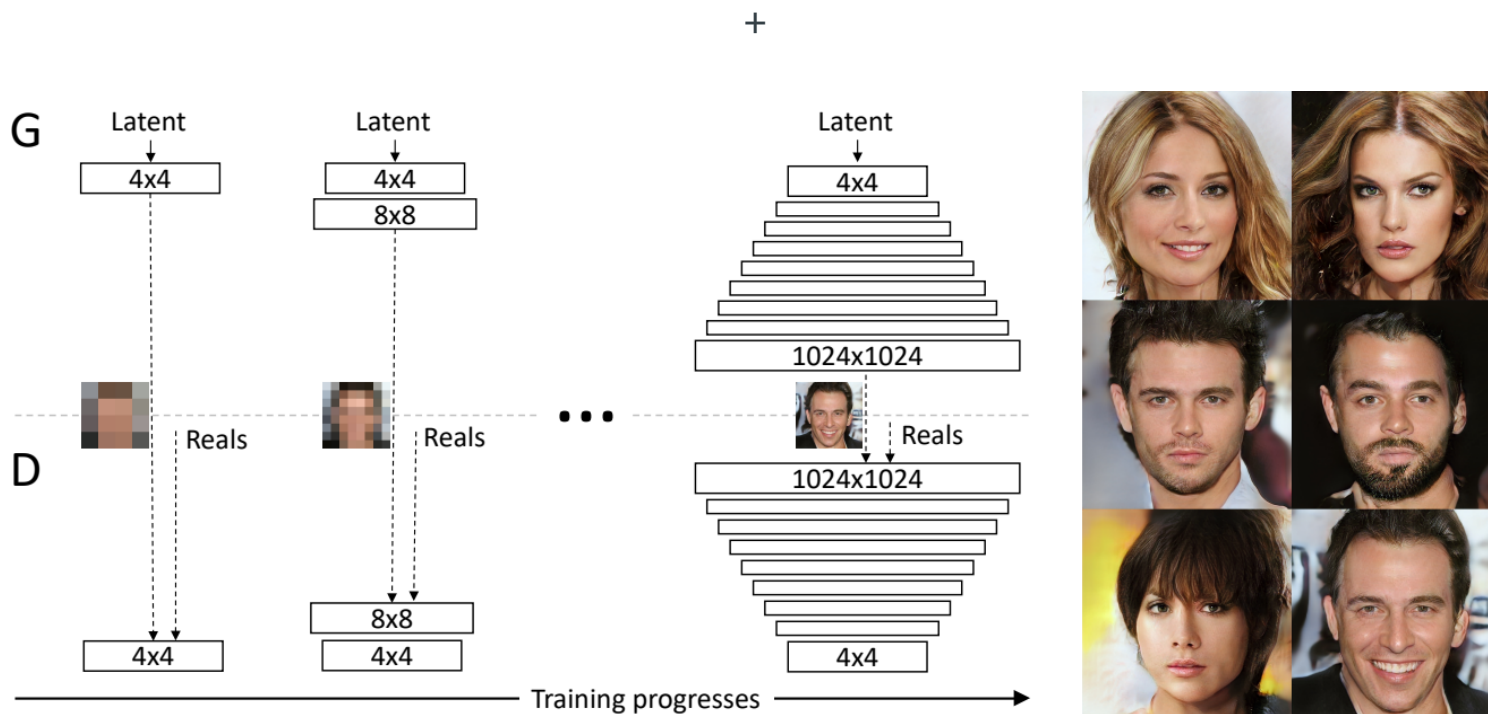 +
G
Latent
Latent
Latent
4x4
4x4
4x4
8x8
1024x1024
Reals
Reals
Reals
D
1024x1024
8x8
4x4
4x4
4x4
Training progresses